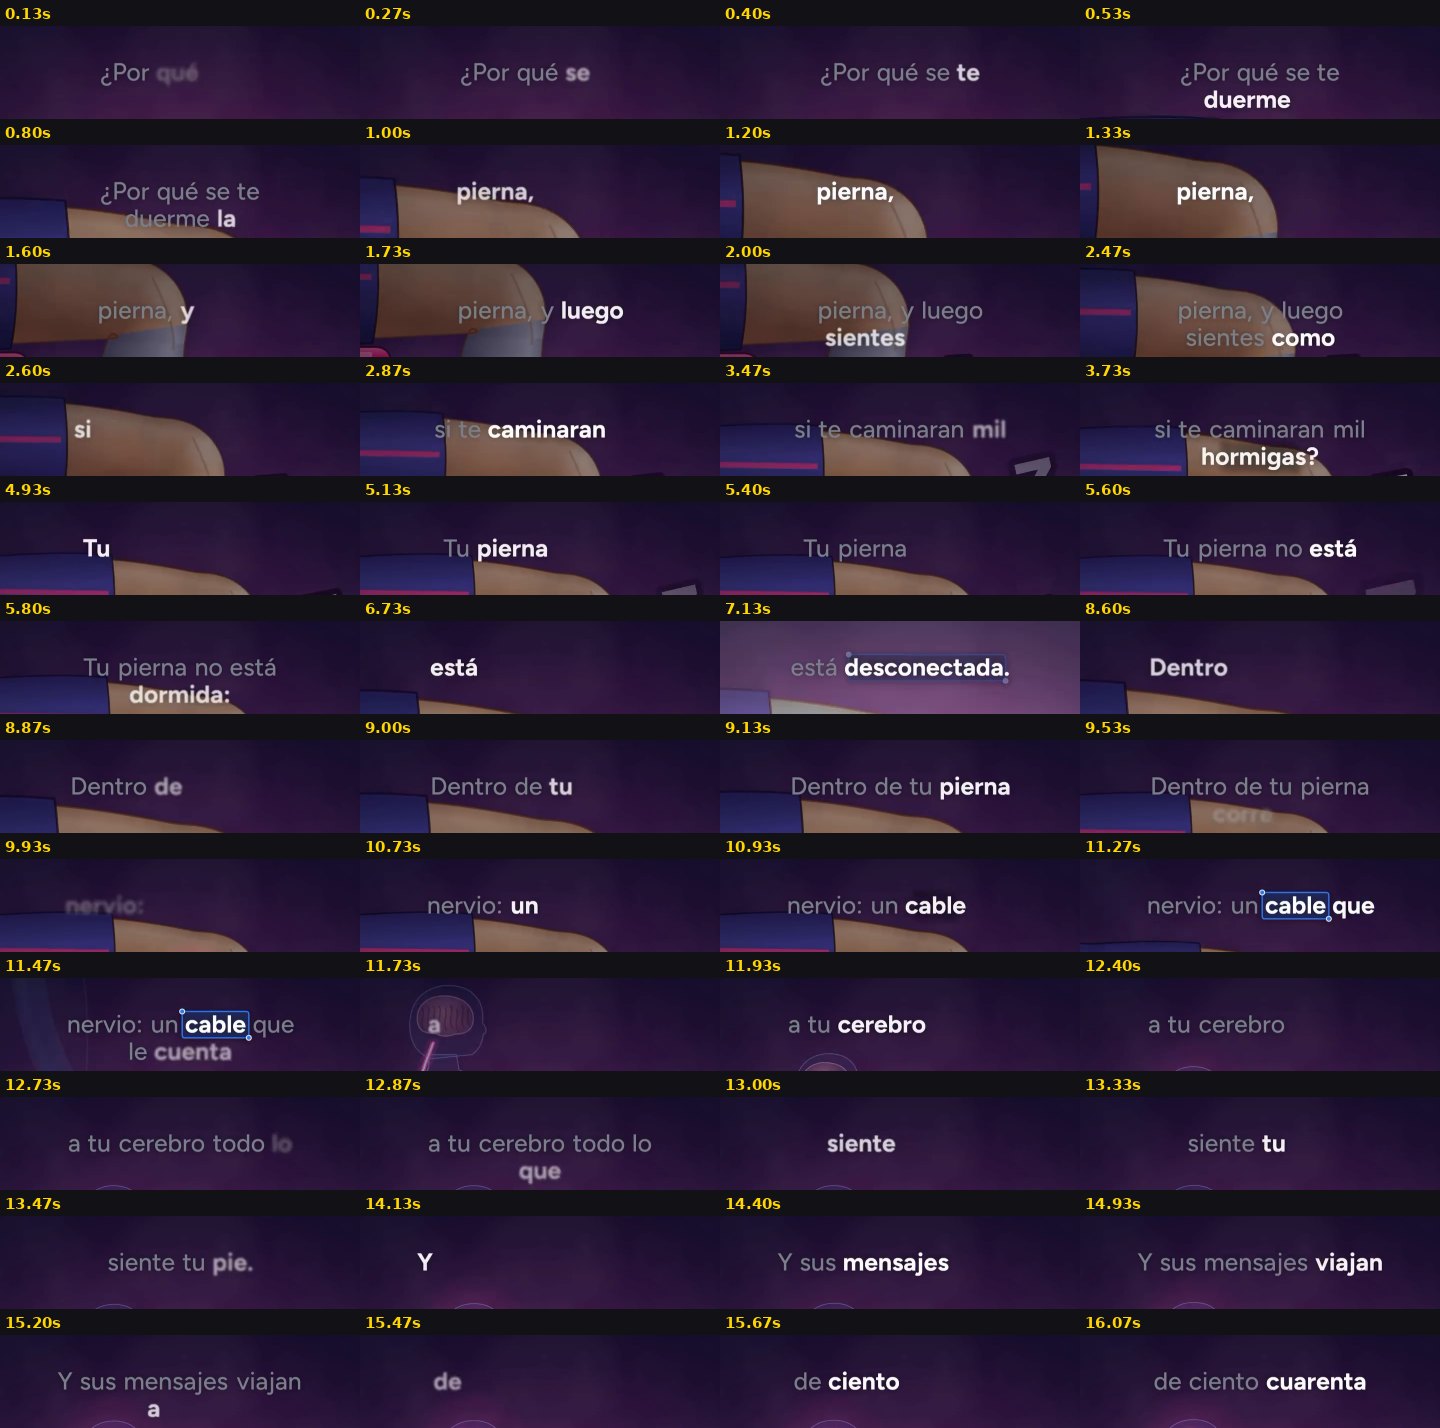 0.13s
¿Por qué
0.27s
¿Por qué se
0.40s
¿Por qué se te
0.53s
¿Por qué se te
duerme
0.80s
¿Por qué se te
duerme la
1.00s
pierna,
1.20s
pierna,
1.33s
pierna,
1.60s
pierna, y
1.73s
pierna, y luego
2.00s
pierna, y luego
sientes
2.47s
pierna, y luego
sientes como
2.60s
si
2.87s
si te caminaran
3.47s
si te caminaran mil
3.73s
si te caminaran mil
hormigas?
4.93s
Tu
5.13s
Tu pierna
5.40s
Tu pierna
5.60s
Tu pierna no está
5.80s
Tu pierna no está
dormida:
6.73s
está
7.13s
está desconectada.
8.60s
Dentro
8.87s
Dentro de
9.00s
Dentro de tu
9.13s
Dentro de tu pierna
9.53s
Dentro de tu pierna
corre
9.93s
nervio:
10.73s
nervio: un
10.93s
nervio: un cable
11.27s
nervio: un cable que
11.47s
nervio: un cable que
le cuenta
11.73s
a
11.93s
a tu cerebro
12.40s
a tu cerebro
12.73s
a tu cerebro todo lo
12.87s
a tu cerebro todo lo
que
13.00s
siente
13.33s
siente tu
13.47s
siente tu pie.
14.13s
Y
14.40s
Y sus mensajes
14.93s
Y sus mensajes viajan
15.20s
Y sus mensajes viajan
a
15.47s
de
15.67s
de ciento
16.07s
de ciento cuarenta